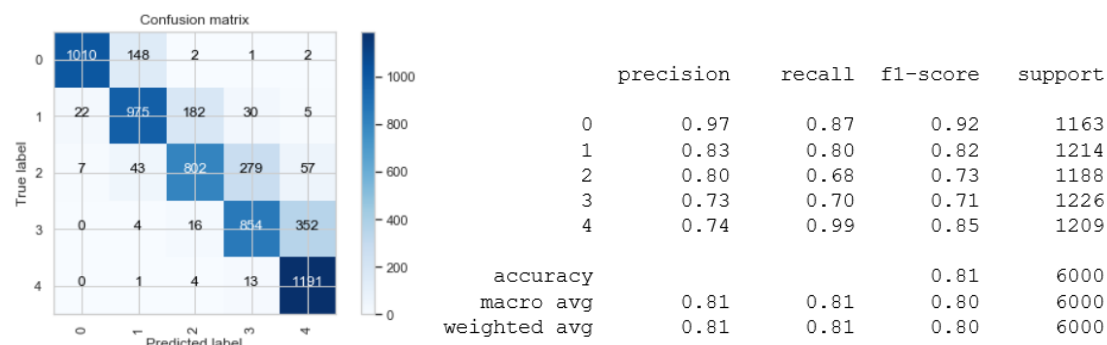 Confusion matrix
0 1010 148 2 1 2
1 22 975 182 30 5
2 7 43 802 279 57
3 0 4 16 854 352
4 0 1 4 13 1191
0 1 2 3 4
True label
Predicted label
1000
800
600
400
200
0
precision recall f1-score support
0 0.97 0.87 0.92 1163
1 0.83 0.80 0.82 1214
2 0.80 0.68 0.73 1188
3 0.73 0.70 0.71 1226
4 0.74 0.99 0.85 1209
accuracy 0.81 6000
macro avg 0.81 0.81 0.80 6000
weighted avg 0.81 0.81 0.80 6000